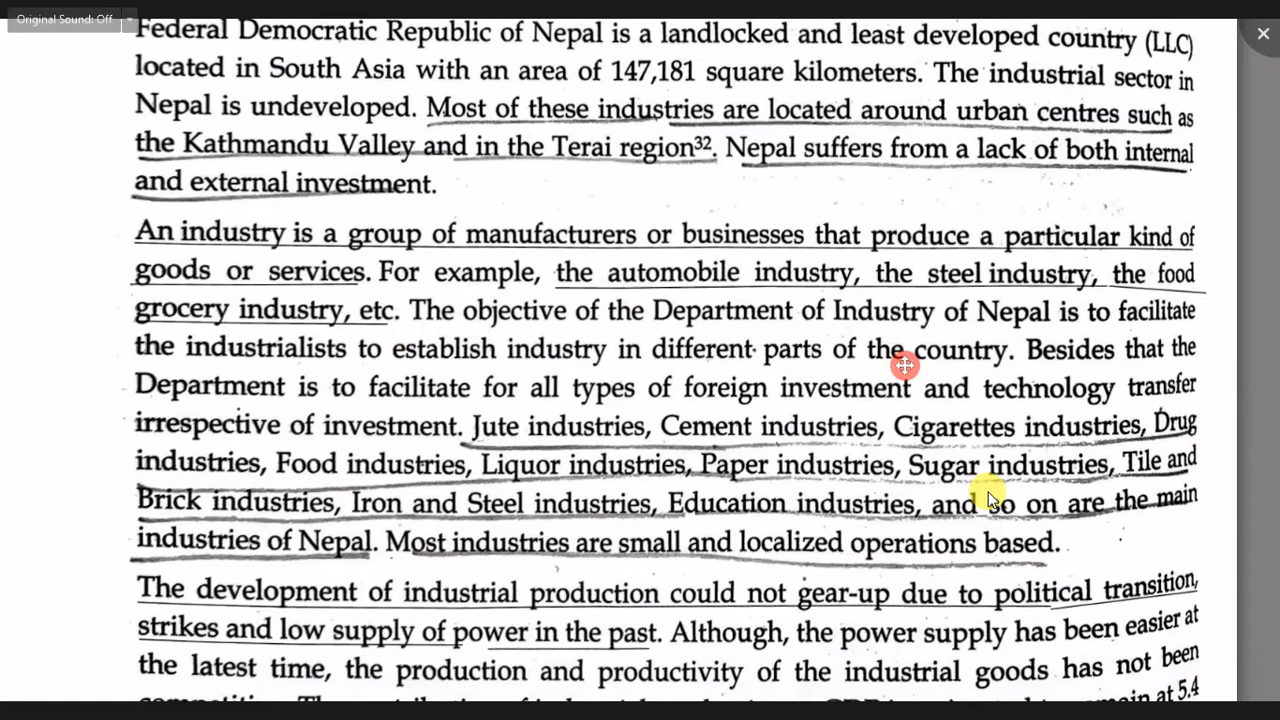 Original Sound: Off
Federal Democratic Republic of Nepal is a landlocked and least developed country (LLC)
located in South Asia with an area of 147,181 square kilometers. The industrial sector in
Nepal is undeveloped. Most of these industries are located around urban centres such as
the Kathmandu Valley and in the Terai region³². Nepal suffers from a lack of both internal
and external investment.
An industry is a group of manufacturers or businesses that produce a particular kind of
goods or services. For example, the automobile industry, the steel industry, the food
grocery industry, etc. The objective of the Department of Industry of Nepal is to facilitate
the industrialists to establish industry in different parts of the country. Besides that the
Department is to facilitate for all types of foreign investment and technology transfer
irrespective of investment. Jute industries, Cement industries, Cigarettes industries, Drug
industries, Food industries, Liquor industries, Paper industries, Sugar industries, Tile and
Brick industries, Iron and Steel industries, Education industries, and so on are the main
industries of Nepal. Most industries are small and localized operations based.
The development of industrial production could not gear-up due to political transition,
strikes and low supply of power in the past. Although, the power supply has been easier at
the latest time, the production and productivity of the industrial goods has not been
at 5.4